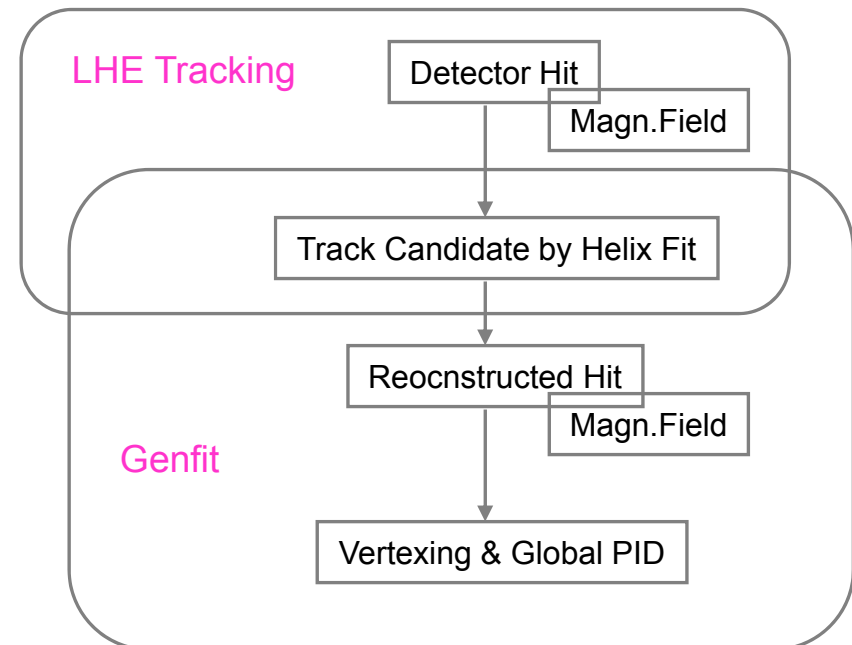 LHE Tracking
Detector Hit
Magn.Field
Track Candidate by Helix Fit
Reocnstructed Hit
Magn.Field
Genfit
Vertexing & Global PID